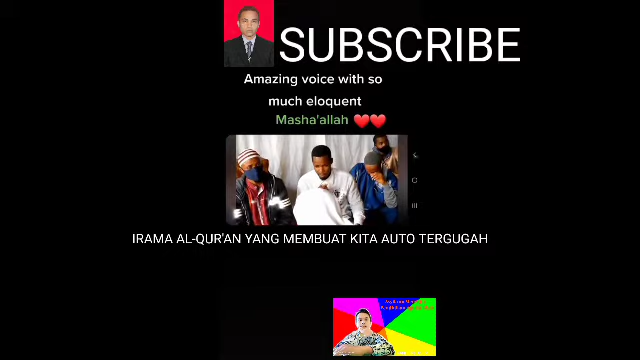 SUBSCRIBE
Amazing voice with so
much eloquent
Masha'allah ❤️❤️
IRAMA AL-QUR'AN YANG MEMBUAT KITA AUTO TERGUGAH